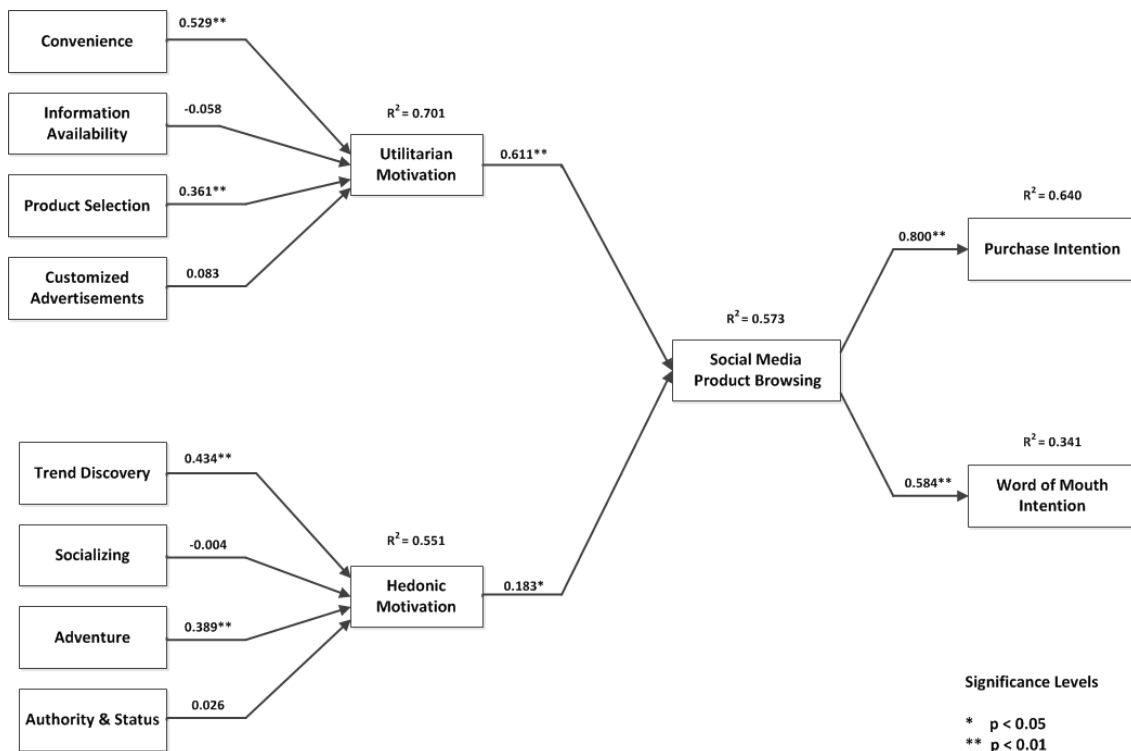 Convenience
0.529**
Information
Availability
-0.058
Product Selection
0.361**
Customized
Advertisements
0.083
R² = 0.701
Utilitarian
Motivation
0.611**
Trend Discovery
0.434**
Socializing
-0.004
Adventure
0.389**
Authority & Status
0.026
R² = 0.551
Hedonic
Motivation
0.183*
R² = 0.573
Social Media
Product Browsing
0.800**
R² = 0.640
Purchase Intention
0.584**
R² = 0.341
Word of Mouth
Intention
Significance Levels
* p < 0.05
** p < 0.01